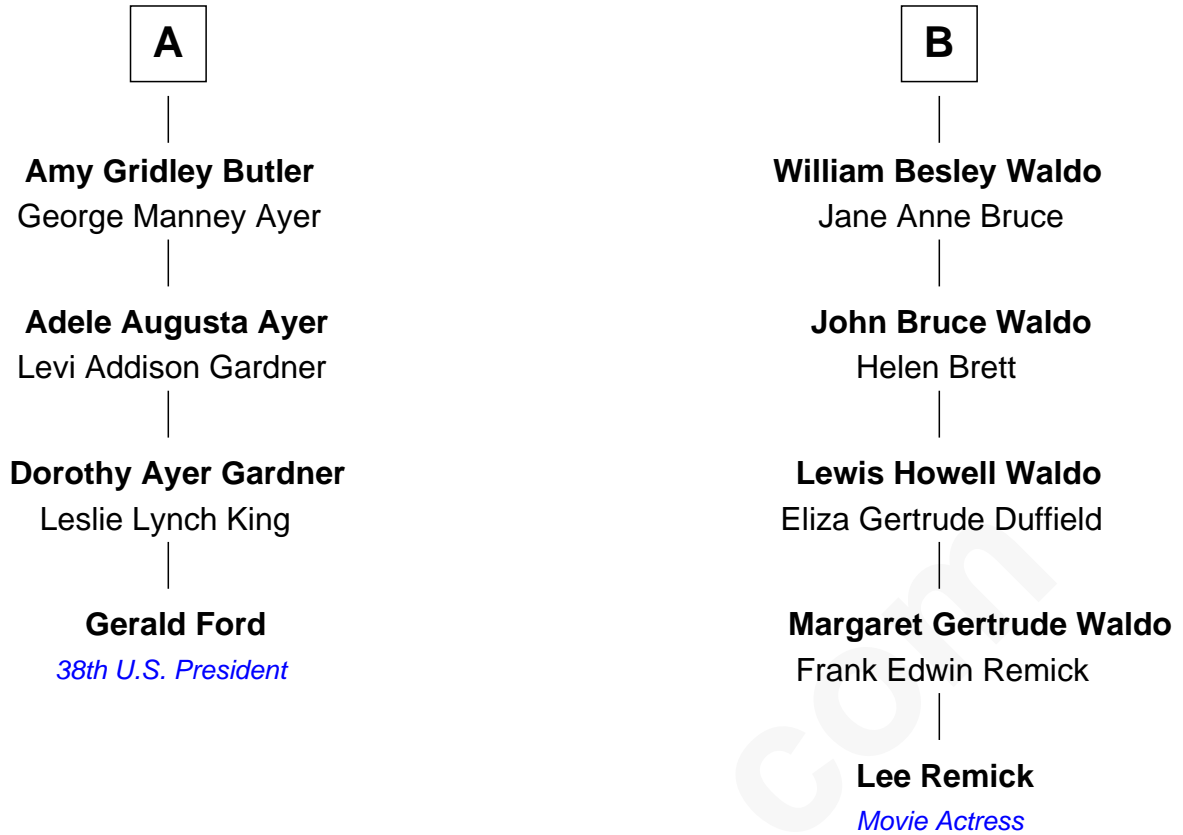 A
Amy Gridley Butler
George Manney Ayer
Adele Augusta Ayer
Levi Addison Gardner
Dorothy Ayer Gardner
Leslie Lynch King
Gerald Ford
38th U.S. President
B
William Besley Waldo
Jane Anne Bruce
John Bruce Waldo
Helen Brett
Lewis Howell Waldo
Eliza Gertrude Duffield
Margaret Gertrude Waldo
Frank Edwin Remick
Lee Remick
Movie Actress
com